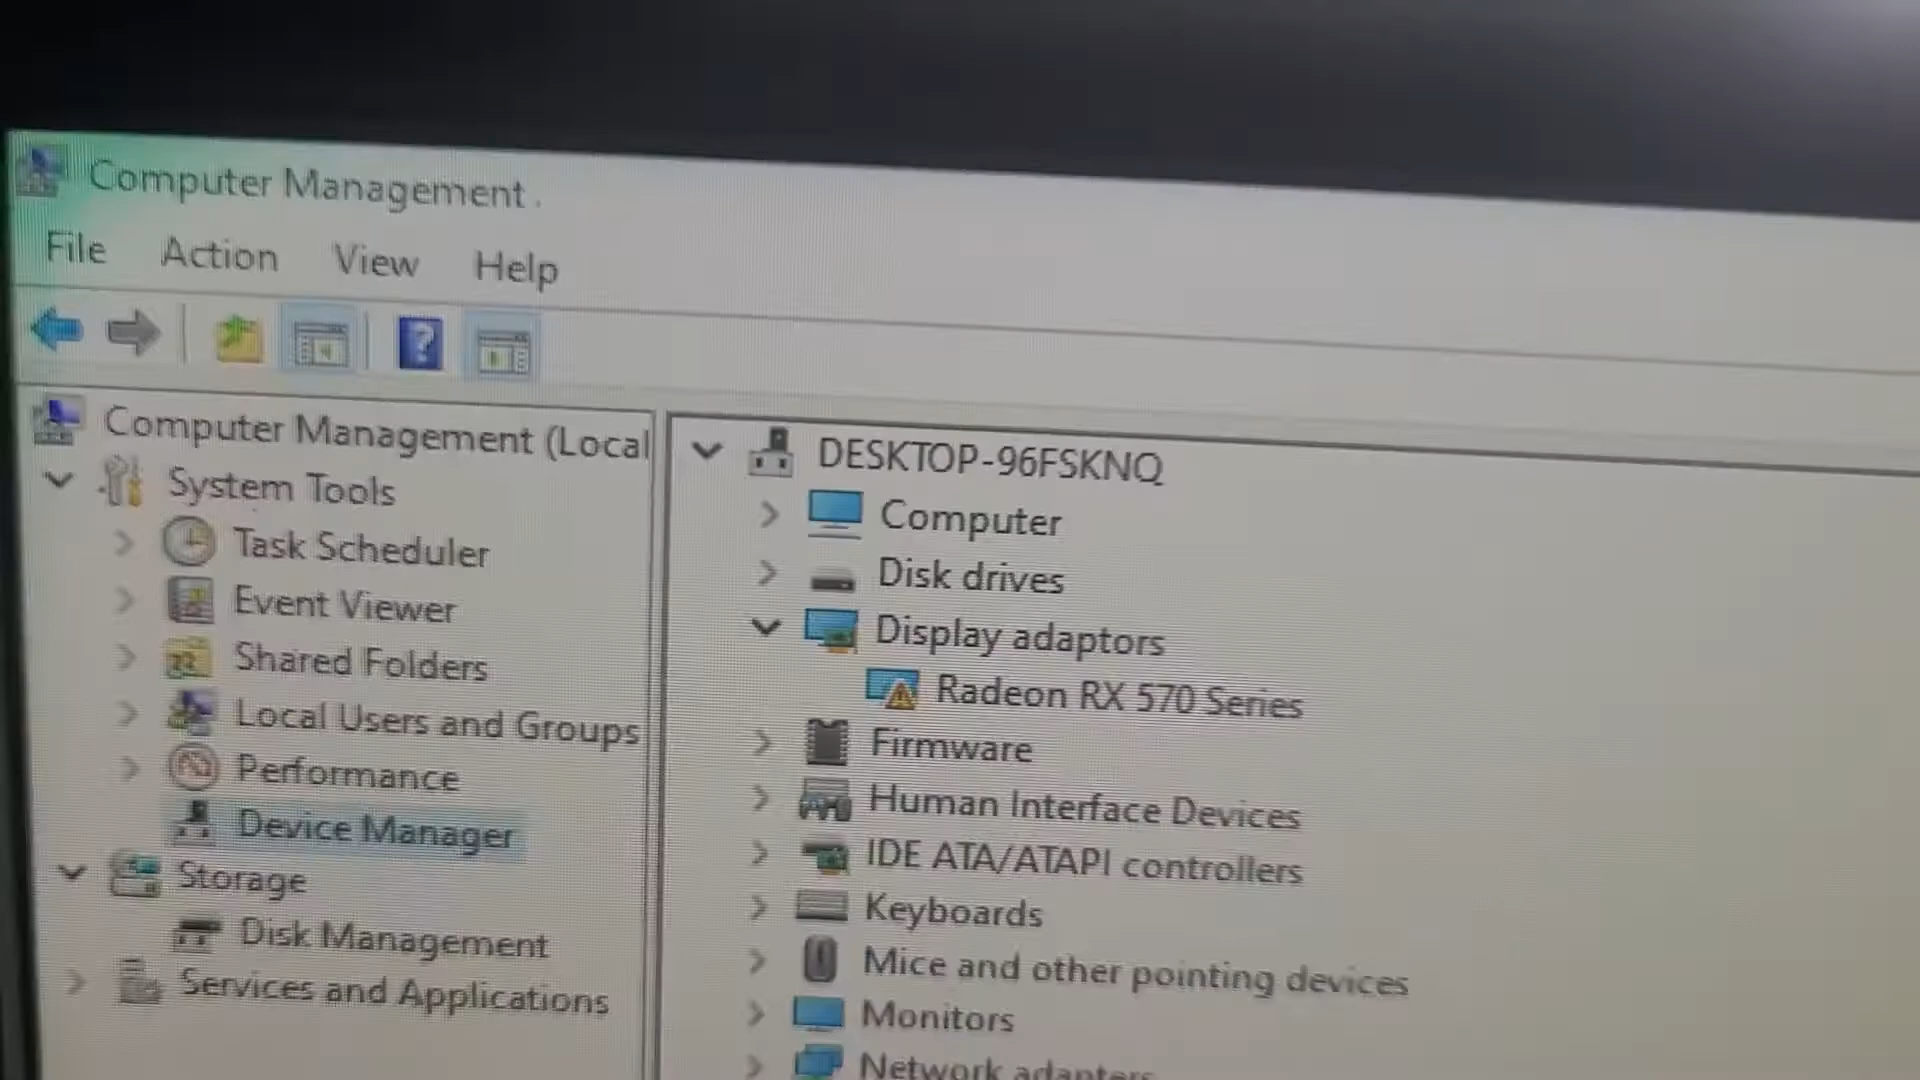 Computer Management
File Action View Help
Computer Management (Local
System Tools
Task Scheduler
Event Viewer
Shared Folders
Local Users and Groups
Performance
Device Manager
Storage
Disk Management
Services and Applications
DESKTOP-96FSKNQ
Computer
Disk drives
Display adaptors
Radeon RX 570 Series
Firmware
Human Interface Devices
IDE ATA/ATAPI controllers
Keyboards
Mice and other pointing devices
Monitors
Network adapters